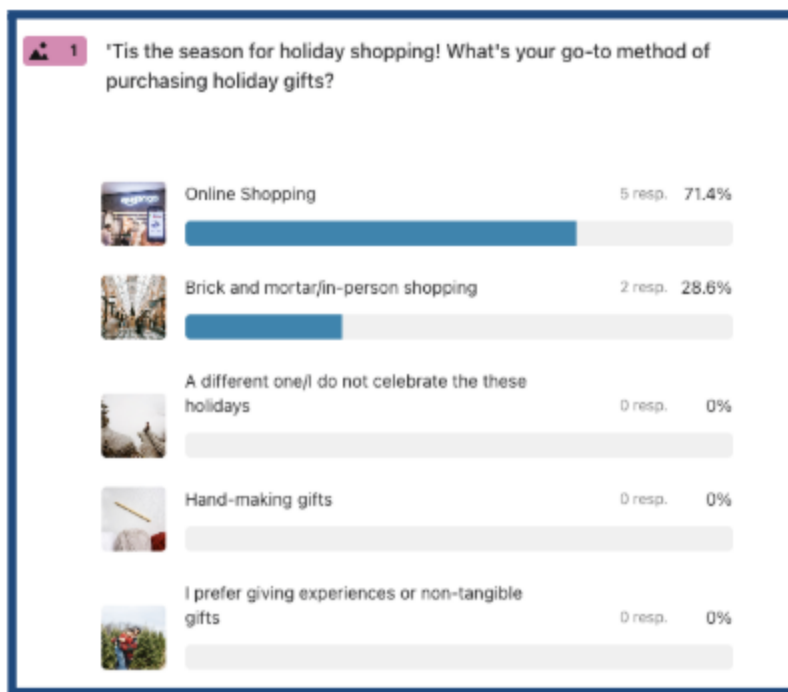 1
'Tis the season for holiday shopping! What's your go-to method of
purchasing holiday gifts?
Online Shopping
5 resp. 71.4%
Brick and mortar/in-person shopping
2 resp. 28.6%
A different one/I do not celebrate the these
holidays
0 resp. 0%
Hand-making gifts
0 resp. 0%
I prefer giving experiences or non-tangible
gifts
0 resp. 0%